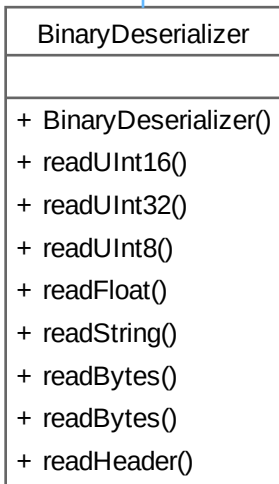 BinaryDeserializer
+ BinaryDeserializer()
+ readUInt16()
+ readUInt32()
+ readUInt8()
+ readFloat()
+ readString()
+ readBytes()
+ readBytes()
+ readHeader()